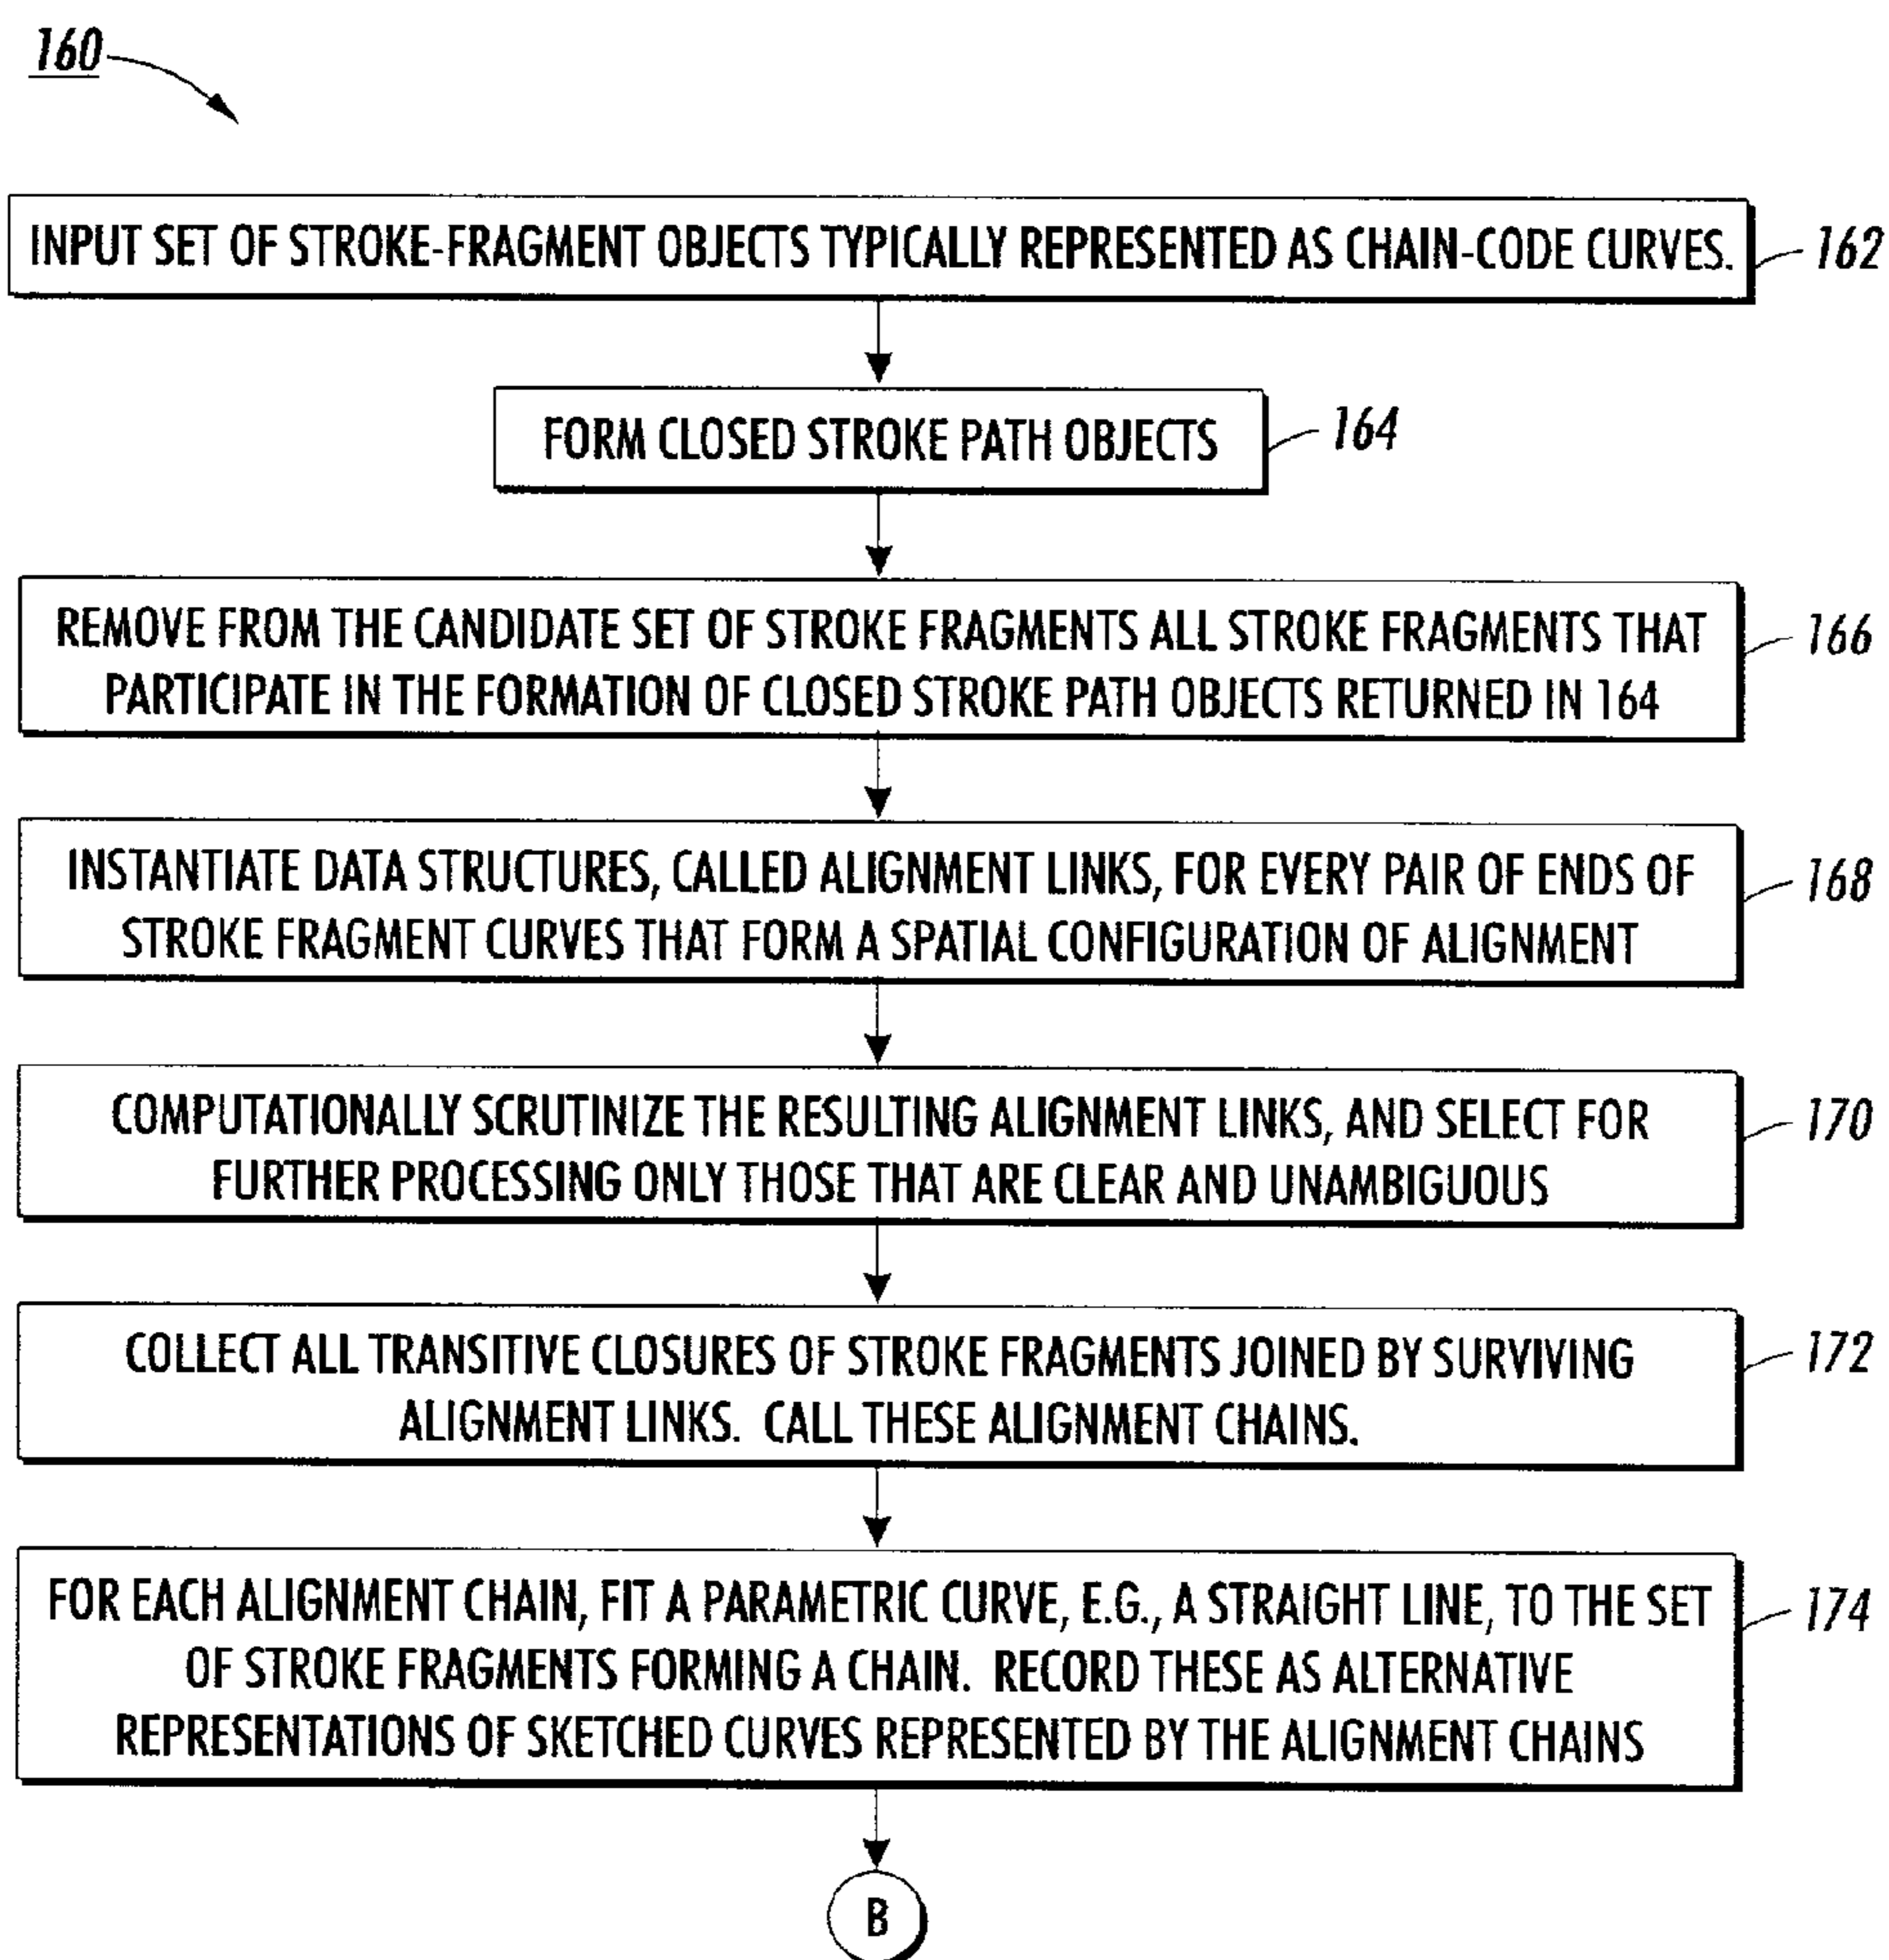 160
INPUT SET OF STROKE-FRAGMENT OBJECTS TYPICALLY REPRESENTED AS CHAIN-CODE CURVES.
162
FORM CLOSED STROKE PATH OBJECTS
164
REMOVE FROM THE CANDIDATE SET OF STROKE FRAGMENTS ALL STROKE FRAGMENTS THAT
PARTICIPATE IN THE FORMATION OF CLOSED STROKE PATH OBJECTS RETURNED IN 164
166
INSTANTIATE DATA STRUCTURES, CALLED ALIGNMENT LINKS, FOR EVERY PAIR OF ENDS OF
STROKE FRAGMENT CURVES THAT FORM A SPATIAL CONFIGURATION OF ALIGNMENT
168
COMPUTATIONALLY SCRUTINIZE THE RESULTING ALIGNMENT LINKS, AND SELECT FOR
FURTHER PROCESSING ONLY THOSE THAT ARE CLEAR AND UNAMBIGUOUS
170
COLLECT ALL TRANSITIVE CLOSURES OF STROKE FRAGMENTS JOINED BY SURVIVING
ALIGNMENT LINKS. CALL THESE ALIGNMENT CHAINS.
172
FOR EACH ALIGNMENT CHAIN, FIT A PARAMETRIC CURVE, E.G., A STRAIGHT LINE, TO THE SET
OF STROKE FRAGMENTS FORMING A CHAIN. RECORD THESE AS ALTERNATIVE
REPRESENTATIONS OF SKETCHED CURVES REPRESENTED BY THE ALIGNMENT CHAINS
174
B